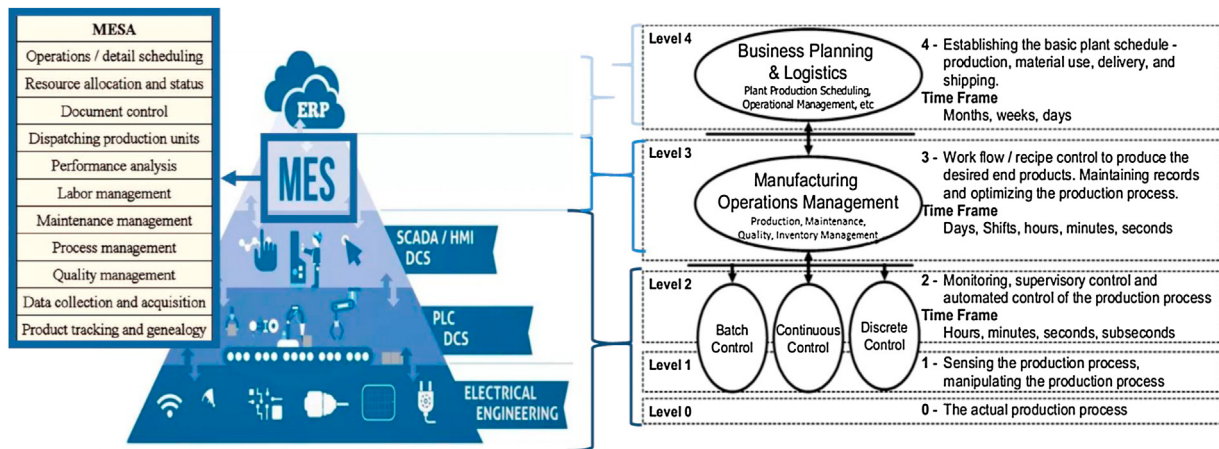 MESA
Operations / detail scheduling
Resource allocation and status
Document control
Dispatching production units
Performance analysis
Labor management
Maintenance management
Process management
Quality management
Data collection and acquisition
Product tracking and genealogy
ERP
MES
SCADA / HMI
DCS
PLC
DCS
ELECTRICAL
ENGINEERING
Level 4
Business Planning
& Logistics
Plant Production Scheduling,
Operational Management, etc
4 - Establishing the basic plant schedule -
production, material use, delivery, and
shipping.
Time Frame
Months, weeks, days
Level 3
Manufacturing
Operations Management
Production, Maintenance,
Quality, Inventory Management
3 - Work flow / recipe control to produce the
desired end products. Maintaining records
and optimizing the production process.
Time Frame
Days, Shifts, hours, minutes, seconds
Level 2
Batch
Control
Continuous
Control
Discrete
Control
2 - Monitoring, supervisory control and
automated control of the production process
Time Frame
Hours, minutes, seconds, subseconds
Level 1
1 - Sensing the production process,
manipulating the production process
Level 0
0 - The actual production process